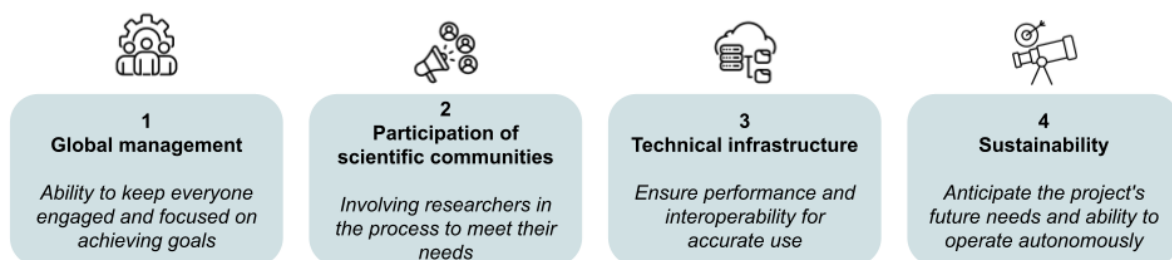 1
Global management
Ability to keep everyone
engaged and focused on
achieving goals
2
Participation of
scientific communities
Involving researchers in
the process to meet their
needs
3
Technical infrastructure
Ensure performance and
interoperability for
accurate use
4
Sustainability
Anticipate the project's
future needs and ability to
operate autonomously